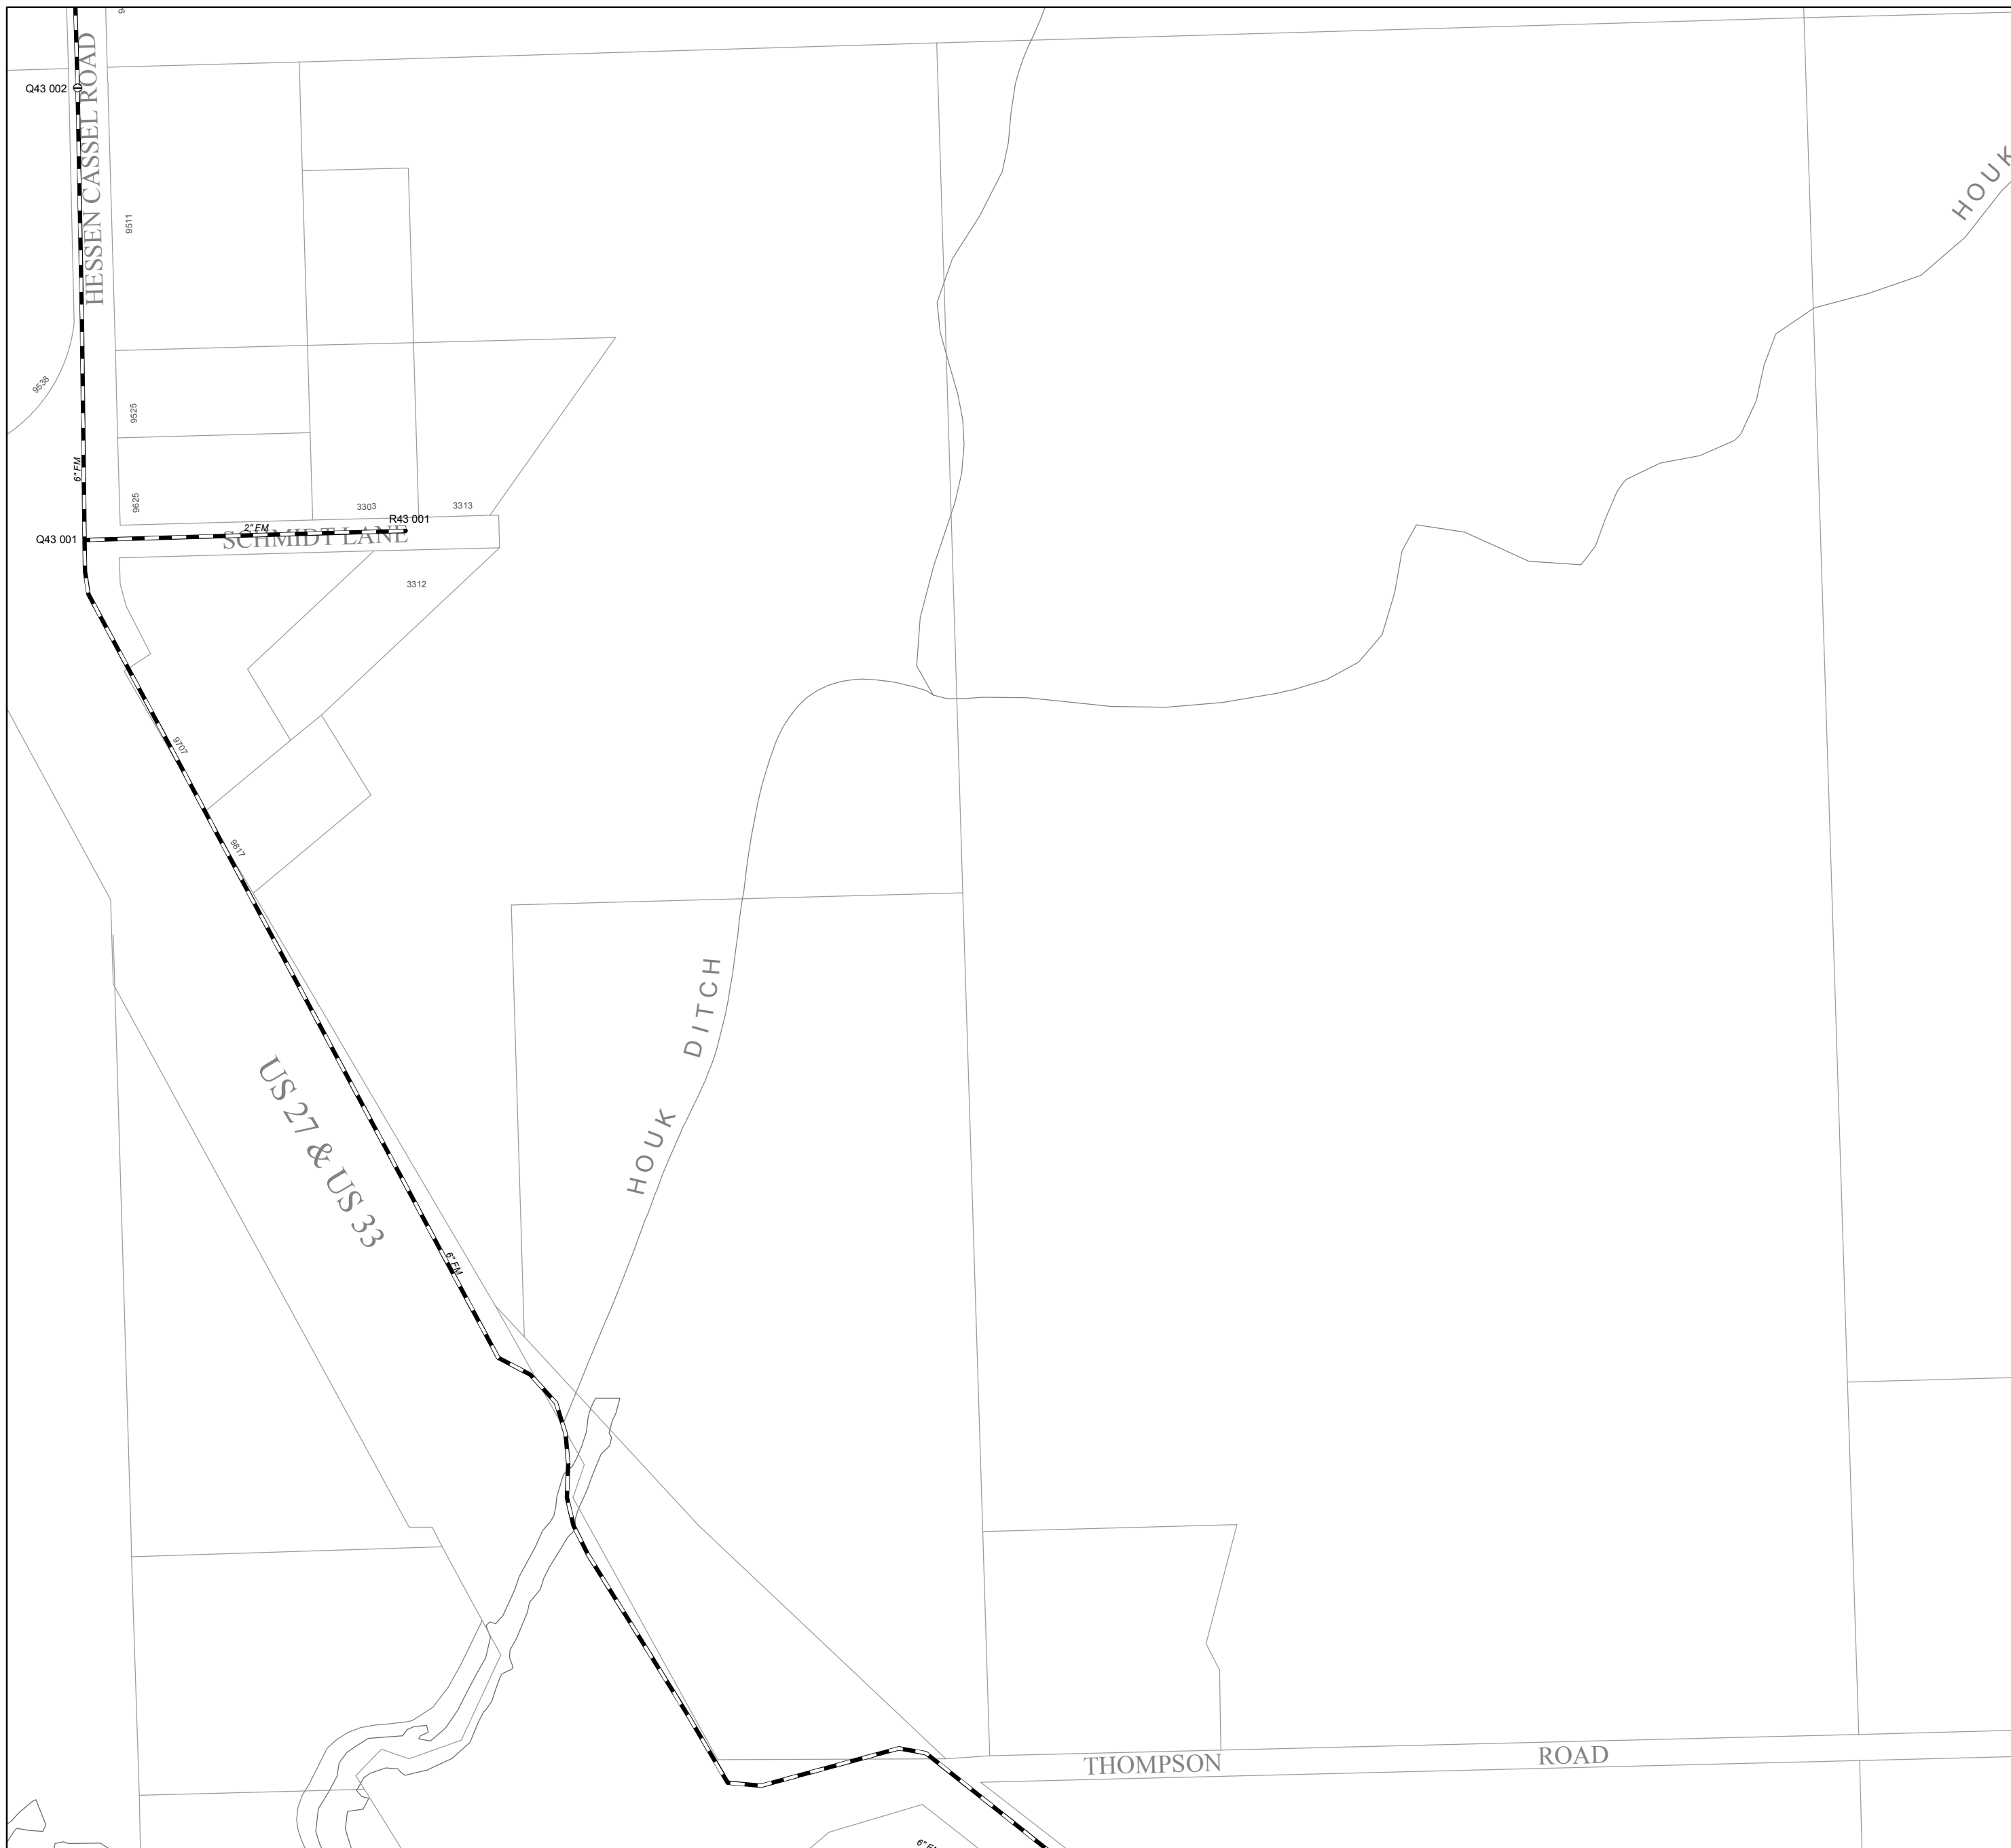 Q43 002
HESSEN CASSEL ROAD
9511
9538
9525
6" FM
9625
3303
3313
2" FM
R43 001
SCHMIDT LANE
Q43 001
3312
9707
9817
HOUK
HOUK DITCH
US 27 & US 33
6" FM
THOMPSON ROAD